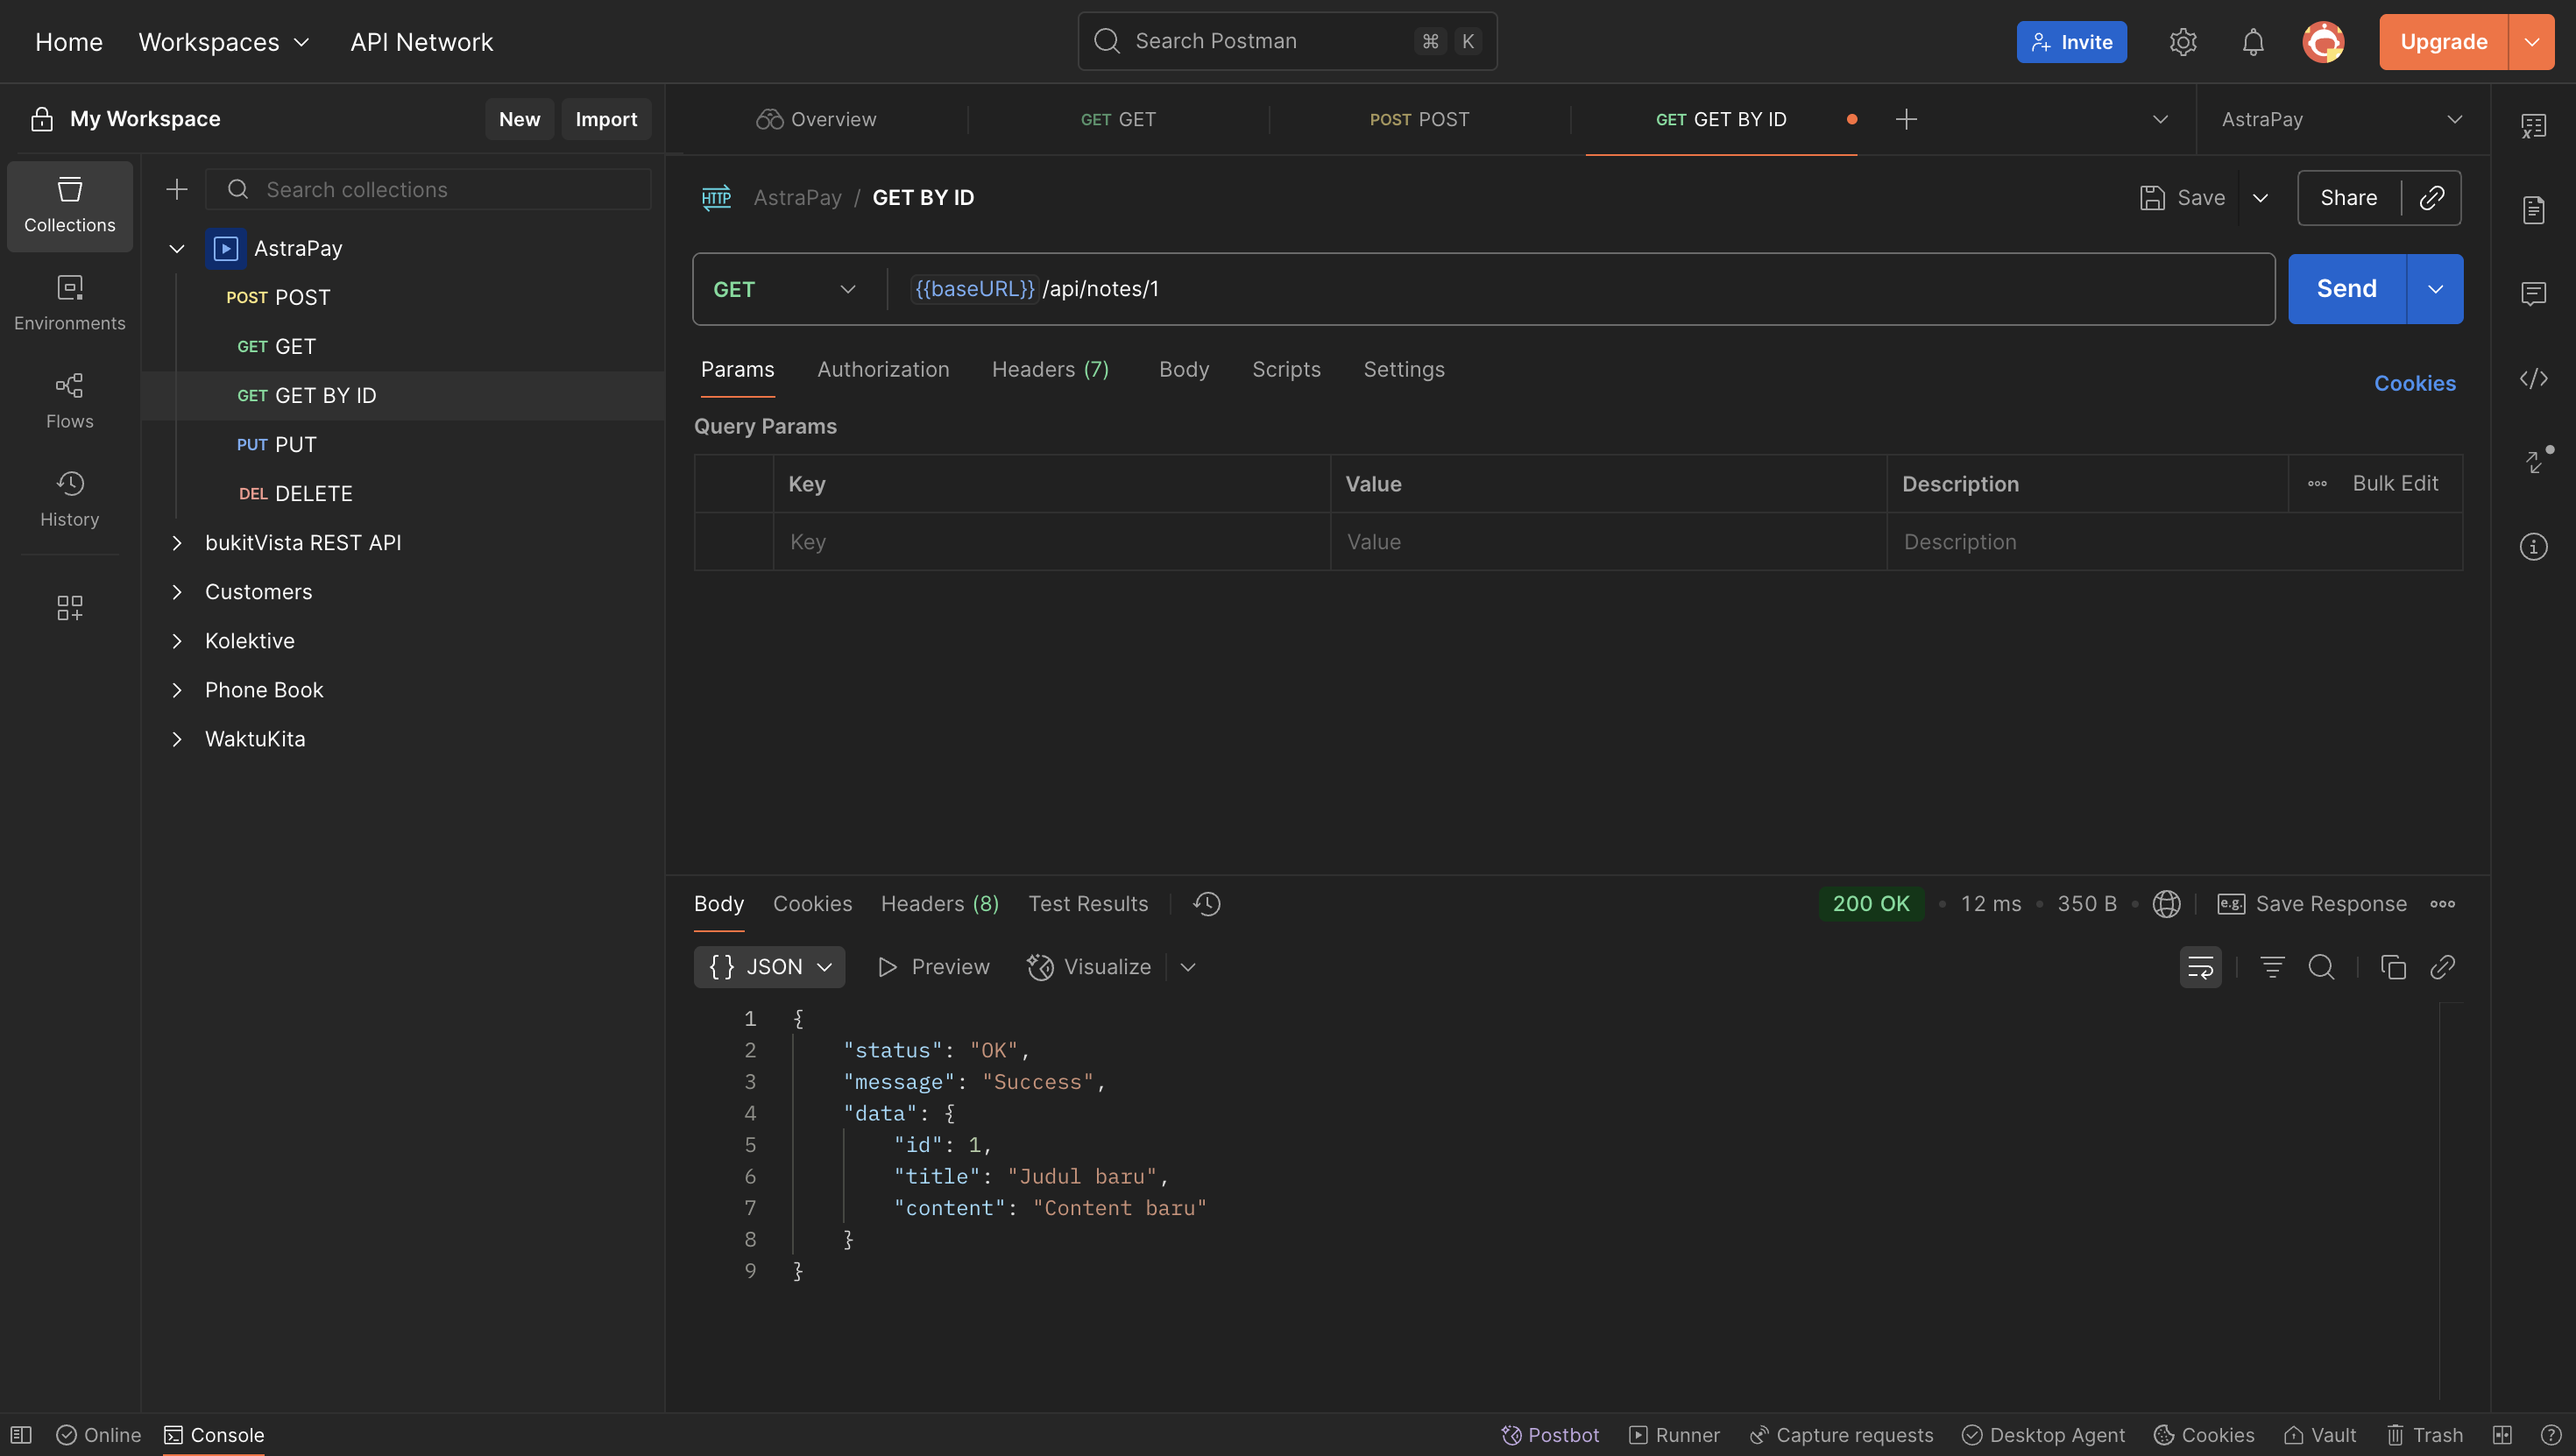 Home Workspaces API Network Search Postman ⌘ K Invite Upgrade
My Workspace New Import
Overview GET GET POST POST GET GET BY ID AstraPay
Collections
Environments
Flows
History
Search collections
AstraPay
POST POST
GET GET
GET GET BY ID
PUT PUT
DEL DELETE
bukitVista REST API
Customers
Kolektive
Phone Book
WaktuKita
HTTP AstraPay / GET BY ID Save Share
GET {{baseURL}}/api/notes/1 Send
Params Authorization Headers (7) Body Scripts Settings Cookies
Query Params
Key Value Description Bulk Edit
Key Value Description
Body Cookies Headers (8) Test Results 200 OK • 12 ms • 350 B • e.g. Save Response
{} JSON Preview Visualize
1 {
2 "status": "OK",
3 "message": "Success",
4 "data": {
5 "id": 1,
6 "title": "Judul baru",
7 "content": "Content baru"
8 }
9 }
Online Console Postbot Runner Capture requests Desktop Agent Cookies Vault Trash